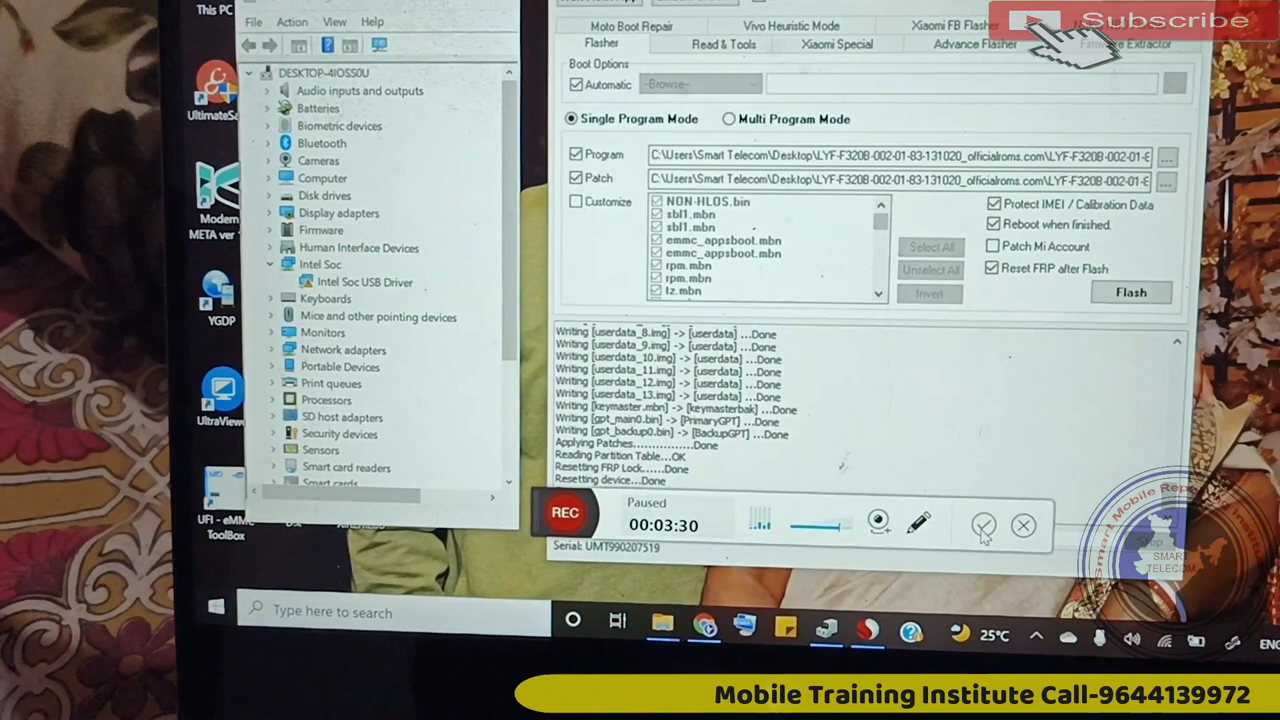 This PC
File Action View Help
DESKTOP-4IOSS0U
Audio inputs and outputs
Batteries
Biometric devices
Bluetooth
Cameras
Computer
Disk drives
Display adapters
Firmware
Human Interface Devices
Intel Soc
Intel Soc USB Driver
Keyboards
Mice and other pointing devices
Monitors
Network adapters
Portable Devices
Print queues
Processors
SD host adapters
Security devices
Sensors
Smart card readers
Smart cards
UltimateSa
Modem
META ver
YGDP
UltraView
UFI - eMM
ToolBox
Subscribe
Moto Boot Repair Vivo Heuristic Mode Xiaomi FB Flasher
Flasher Read & Tools Xiaomi Special Advance Flasher Firmware Extractor
Boot Options
Automatic -Browse-
Single Program Mode Multi Program Mode
Program C:\Users\Smart Telecom\Desktop\LYF-F320B-002-01-83-131020_officialroms.com\LYF-F320B-002-01-8
Patch C:\Users\Smart Telecom\Desktop\LYF-F320B-002-01-83-131020_officialroms.com\LYF-F320B-002-01-8
Customize
NON-HLOS.bin
sbl1.mbn
sbl1.mbn
emmc_appsboot.mbn
emmc_appsboot.mbn
rpm.mbn
rpm.mbn
tz.mbn
Select All
Unselect All
Invert
Protect IMEI / Calibration Data
Reboot when finished.
Patch Mi Account
Reset FRP after Flash
Flash
Writing [userdata_8.img] -> [userdata] ...Done
Writing [userdata_9.img] -> [userdata] ...Done
Writing [userdata_10.img] -> [userdata] ...Done
Writing [userdata_11.img] -> [userdata] ...Done
Writing [userdata_12.img] -> [userdata] ...Done
Writing [userdata_13.img] -> [userdata] ...Done
Writing [keymaster.mbn] -> [keymasterbak] ...Done
Writing [gpt_main0.bin] -> [PrimaryGPT] ...Done
Writing [gpt_backup0.bin] -> [BackupGPT] ...Done
Applying Patches...............Done
Reading Partition Table...OK
Resetting FRP Lock......Done
Resetting device...Done
REC
Paused
00:03:30
Serial: UMT990207519
Stop
SMART
TELECOM
Type here to search
25°C
ENG
Mobile Training Institute Call-9644139972